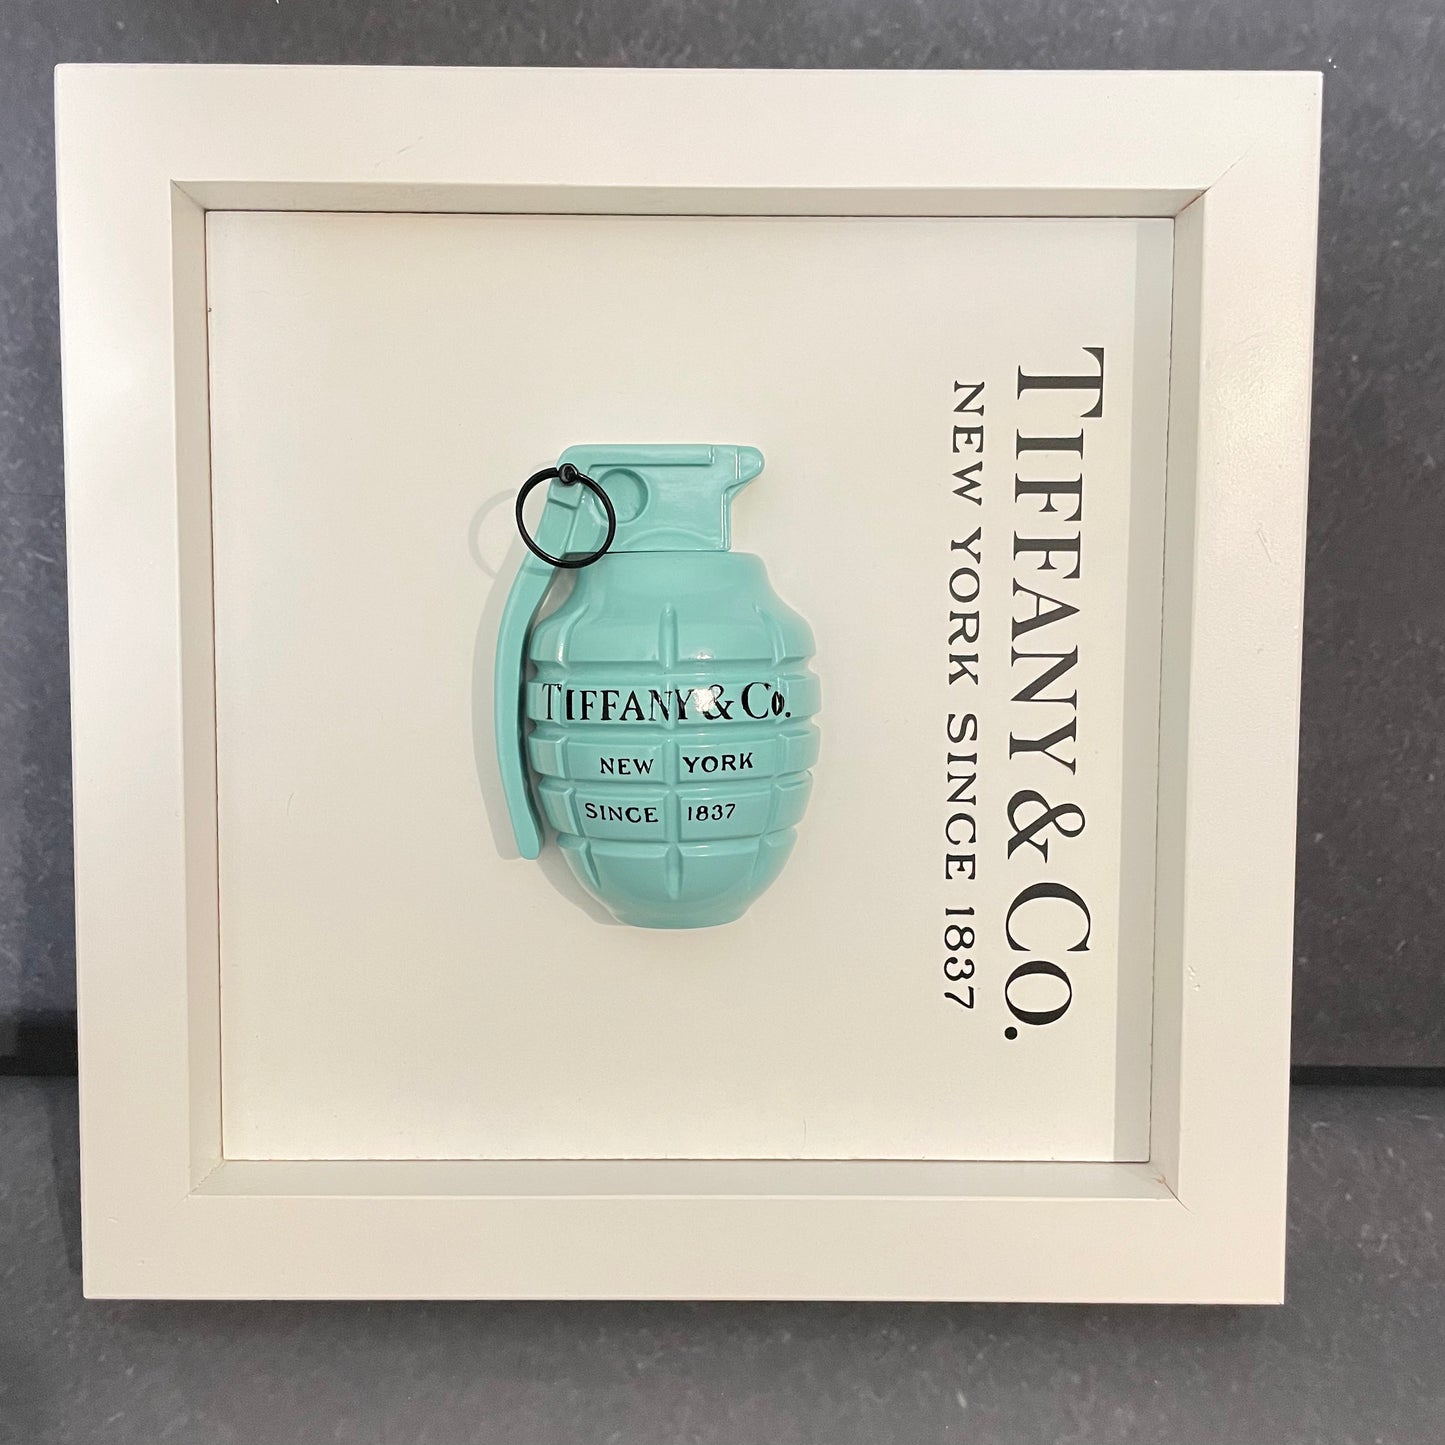 TIFFANY & CO.
NEW YORK
SINCE 1837
TIFFANY & CO.
NEW YORK SINCE 1837